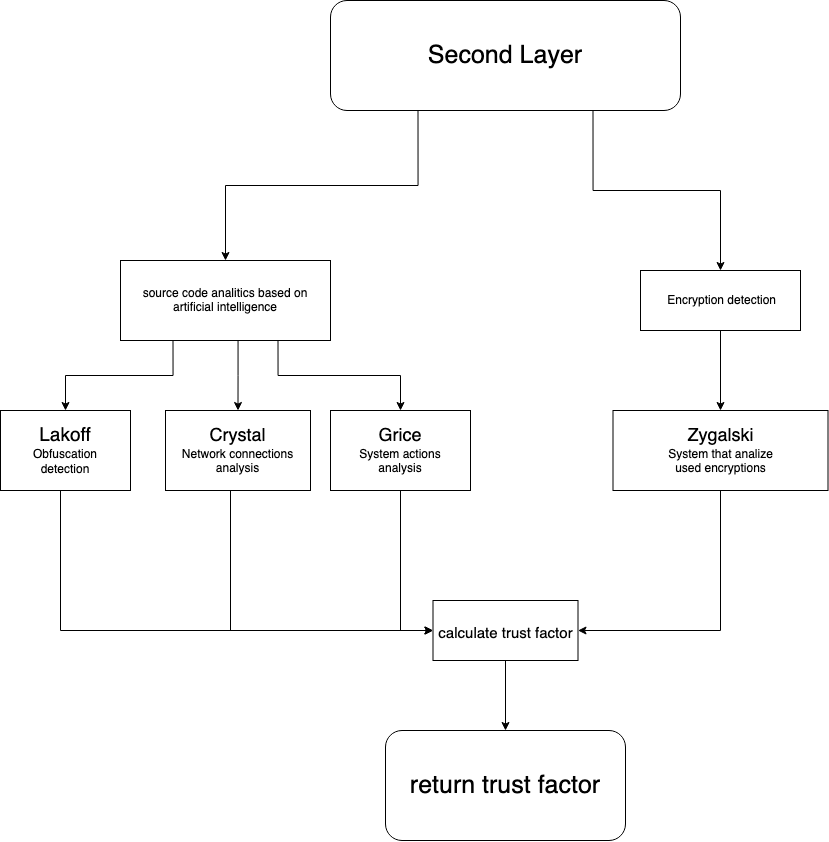 Second Layer
source code analitics based on
artificial intelligence
Encryption detection
Lakoff
Obfuscation
detection
Crystal
Network connections
analysis
Grice
System actions
analysis
Zygalski
System that analize
used encryptions
calculate trust factor
return trust factor